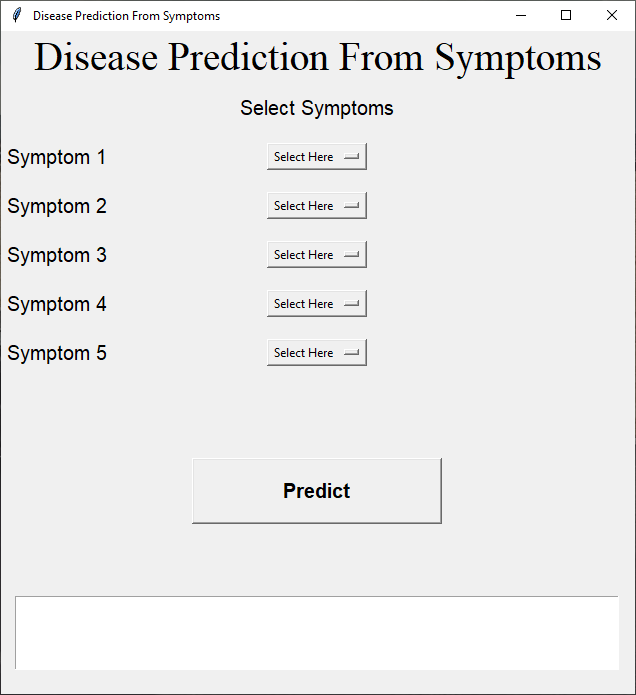 Disease Prediction From Symptoms
Disease Prediction From Symptoms
Select Symptoms
Symptom 1 Select Here
Symptom 2 Select Here
Symptom 3 Select Here
Symptom 4 Select Here
Symptom 5 Select Here
Predict